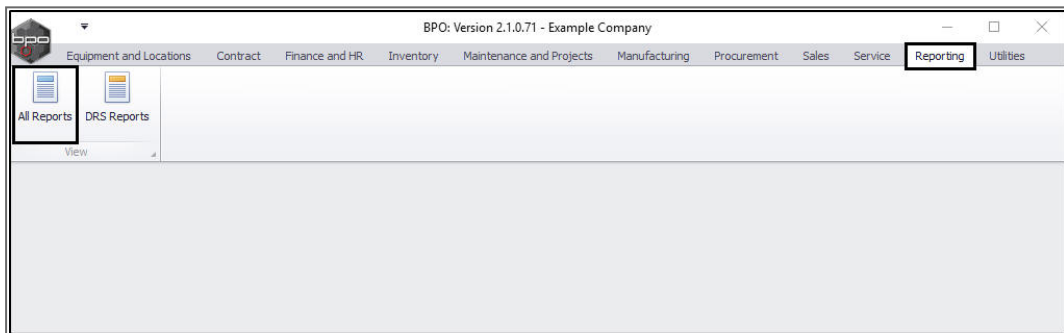 bpo
BPO: Version 2.1.0.71 - Example Company
Equipment and Locations Contract Finance and HR Inventory Maintenance and Projects Manufacturing Procurement Sales Service Reporting Utilities
All Reports DRS Reports
View